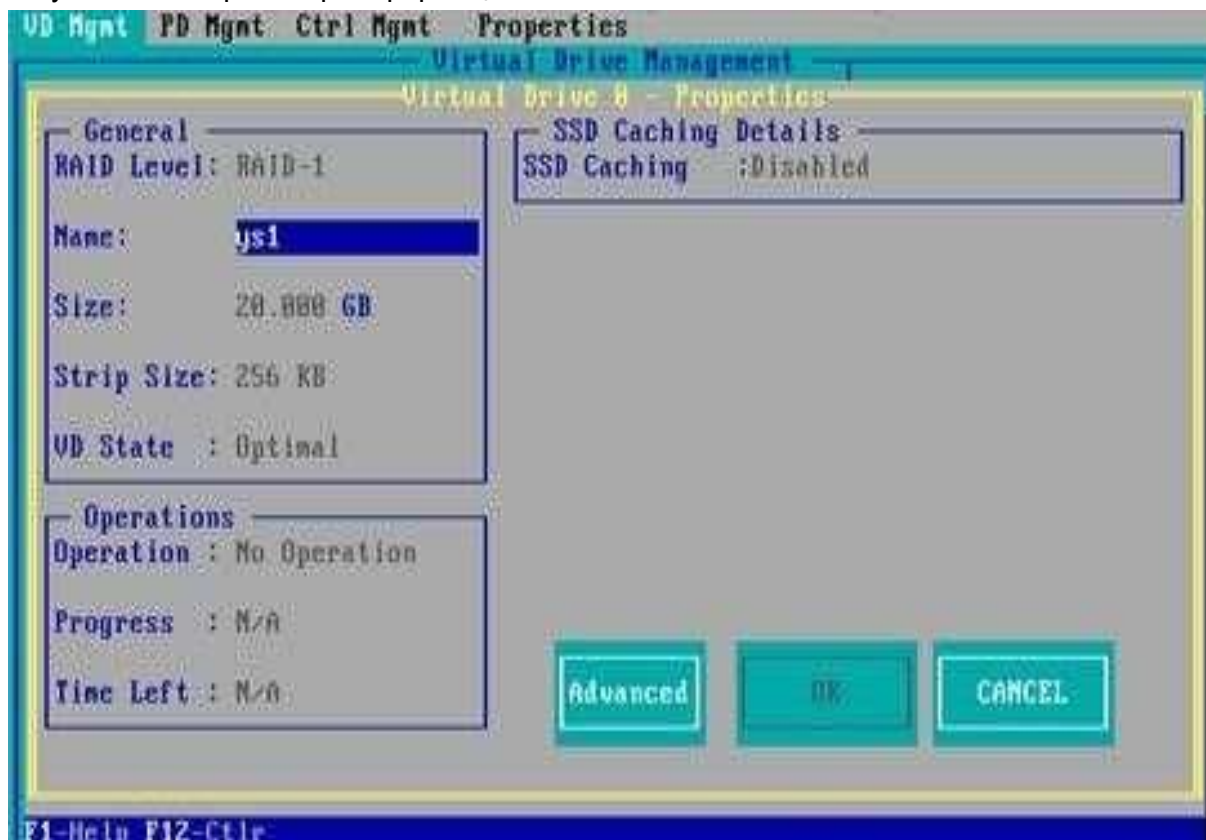 VD Mgmt PD Mgmt Ctrl Mgmt Properties
Virtual Drive Management
Virtual Drive 0 - Properties
General
RAID Level: RAID-1
Name: ys1
Size: 20.000 GB
Strip Size: 256 KB
VD State : Optimal
Operations
Operation : No Operation
Progress : N/A
Time Left : N/A
SSD Caching Details
SSD Caching :Disabled
Advanced
OK
CANCEL
F1-Help F12-Ctlr